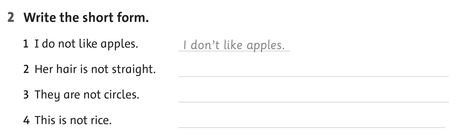 2 Write the short form.
1 I do not like apples. I don't like apples.
2 Her hair is not straight.
3 They are not circles.
4 This is not rice.